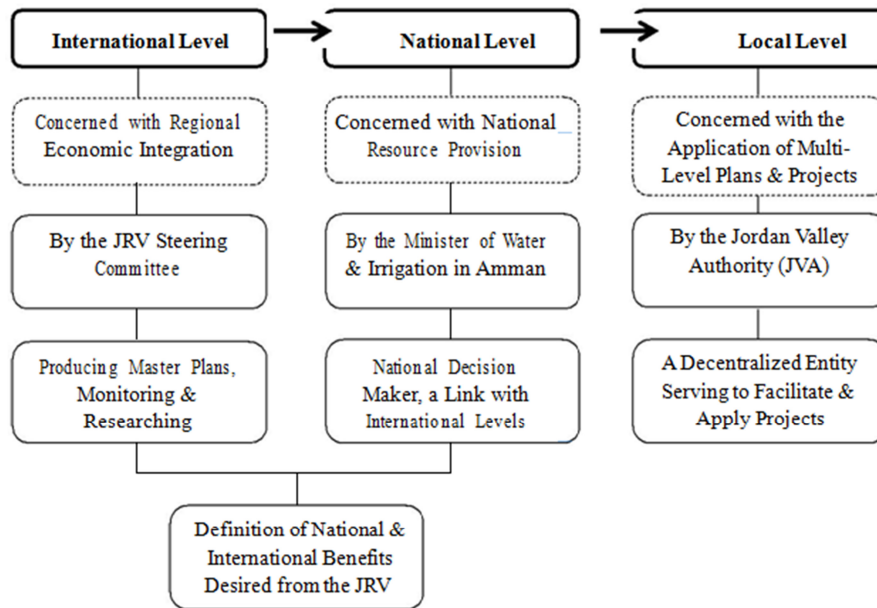 International Level
National Level
Local Level
Concerned with Regional
Economic Integration
Concerned with National
Resource Provision
Concerned with the
Application of Multi-
Level Plans & Projects
By the JRV Steering
Committee
By the Minister of Water
& Irrigation in Amman
By the Jordan Valley
Authority (JVA)
Producing Master Plans,
Monitoring &
Researching
National Decision
Maker, a Link with
International Levels
A Decentralized Entity
Serving to Facilitate &
Apply Projects
Definition of National &
International Benefits
Desired from the JRV